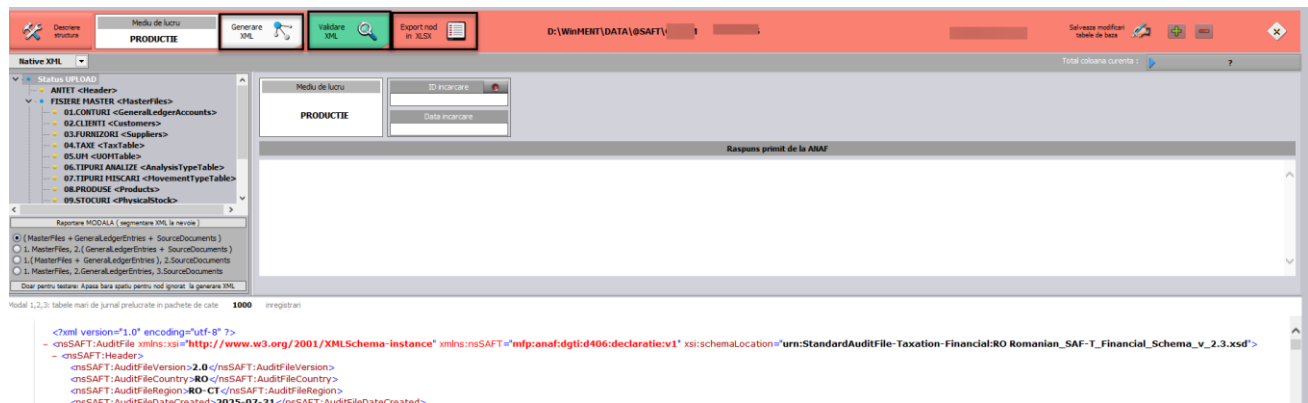 Descriere
structure
Mediu de lucru
PRODUCTIE
Generare
XML
Validare
XML
Export nod
in XLSX
D:\WinMENT\DATA\@SAFT\
Salveaza modificari
tabele de baza
Native XML
Total coloana curenta :
?
Status UPLOAD
ANTET <Header>
FISIERE MASTER <MasterFiles>
01.CONTURI <GeneralLedgerAccounts>
02.CLIENTI <Customers>
03.FURNIZORI <Suppliers>
04.TAXE <TaxTable>
05.UM <UOMTable>
06.TIPURI ANALIZE <AnalysisTypeTable>
07.TIPURI MISCARI <MovementTypeTable>
08.PRODUSE <Products>
09.STOCURI <PhysicalStock>
Raportare MODALA ( segmentare XML la nevoie )
( MasterFiles + GeneralLedgerEntries + SourceDocuments )
1. MasterFiles, 2.( GeneralLedgerEntries + SourceDocuments )
1.( MasterFiles + GeneralLedgerEntries ), 2.SourceDocuments
1. MasterFiles, 2.GeneralLedgerEntries, 3.SourceDocuments
Doar pentru testare: Apasa bara spatiu pentru nod ignorat la generare XML
Mediu de lucru
PRODUCTIE
ID incarcare
Data incarcare
Raspuns primit de la ANAF
Modal 1,2,3: tabele mari de jurnal prelucrate in pachete de cate 1000 inregistrari
<?xml version="1.0" encoding="utf-8" ?>
- <nsSAFT:AuditFile xmlns:xsi="http://www.w3.org/2001/XMLSchema-instance" xmlns:nsSAFT="mfp:anaf:dgti:d406:declaratie:v1" xsi:schemaLocation="urn:StandardAuditFile-Taxation-Financial:RO Romanian_SAF-T_Financial_Schema_v_2.3.xsd">
- <nsSAFT:Header>
<nsSAFT:AuditFileVersion>2.0</nsSAFT:AuditFileVersion>
<nsSAFT:AuditFileCountry>RO</nsSAFT:AuditFileCountry>
<nsSAFT:AuditFileRegion>RO-CT</nsSAFT:AuditFileRegion>
<nsSAFT:AuditFileDateCreated>2025-07-31</nsSAFT:AuditFileDateCreated>